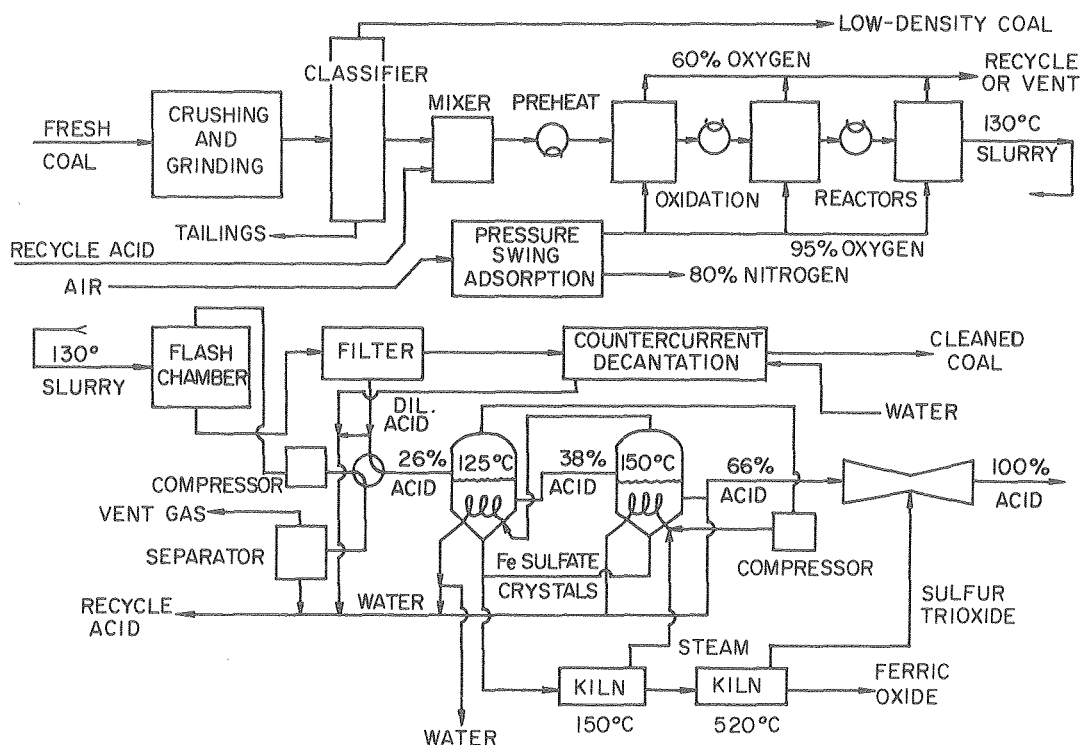 LOW-DENSITY COAL
CLASSIFIER
60% OXYGEN
RECYCLE
OR VENT
MIXER
PREHEAT
FRESH
COAL
CRUSHING
AND
GRINDING
130°C
SLURRY
OXIDATION
REACTORS
TAILINGS
RECYCLE ACID
AIR
PRESSURE
SWING
ADSORPTION
95% OXYGEN
80% NITROGEN
130°
SLURRY
FLASH
CHAMBER
FILTER
COUNTERCURRENT
DECANTATION
CLEANED
COAL
WATER
DIL.
ACID
26%
ACID
125°C
38%
ACID
150°C
66%
ACID
100%
ACID
COMPRESSOR
VENT GAS
SEPARATOR
Fe SULFATE
CRYSTALS
COMPRESSOR
RECYCLE
ACID
WATER
SULFUR
TRIOXIDE
STEAM
KILN
150°C
KILN
520°C
FERRIC
OXIDE
WATER